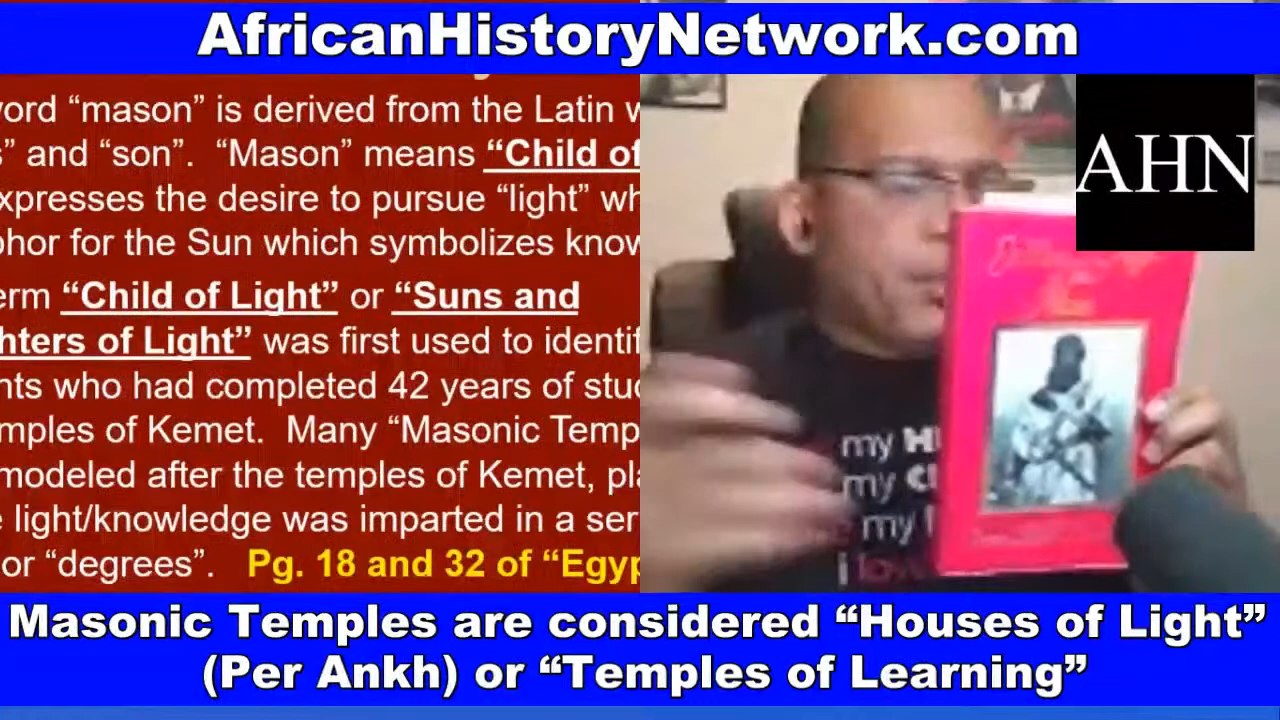 AfricanHistoryNetwork.com
word “mason” is derived from the Latin w
s” and “son”. “Mason” means “Child of
xpresses the desire to pursue “light” wh
phor for the Sun which symbolizes know
erm “Child of Light” or “Suns and
hters of Light” was first used to identif
nts who had completed 42 years of stu
mples of Kemet. Many “Masonic Temp
modeled after the temples of Kemet, pla
e light/knowledge was imparted in a ser
or “degrees”. Pg. 18 and 32 of “Egyp
AHN
my
my
my
i love
Masonic Temples are considered “Houses of Light”
(Per Ankh) or “Temples of Learning”